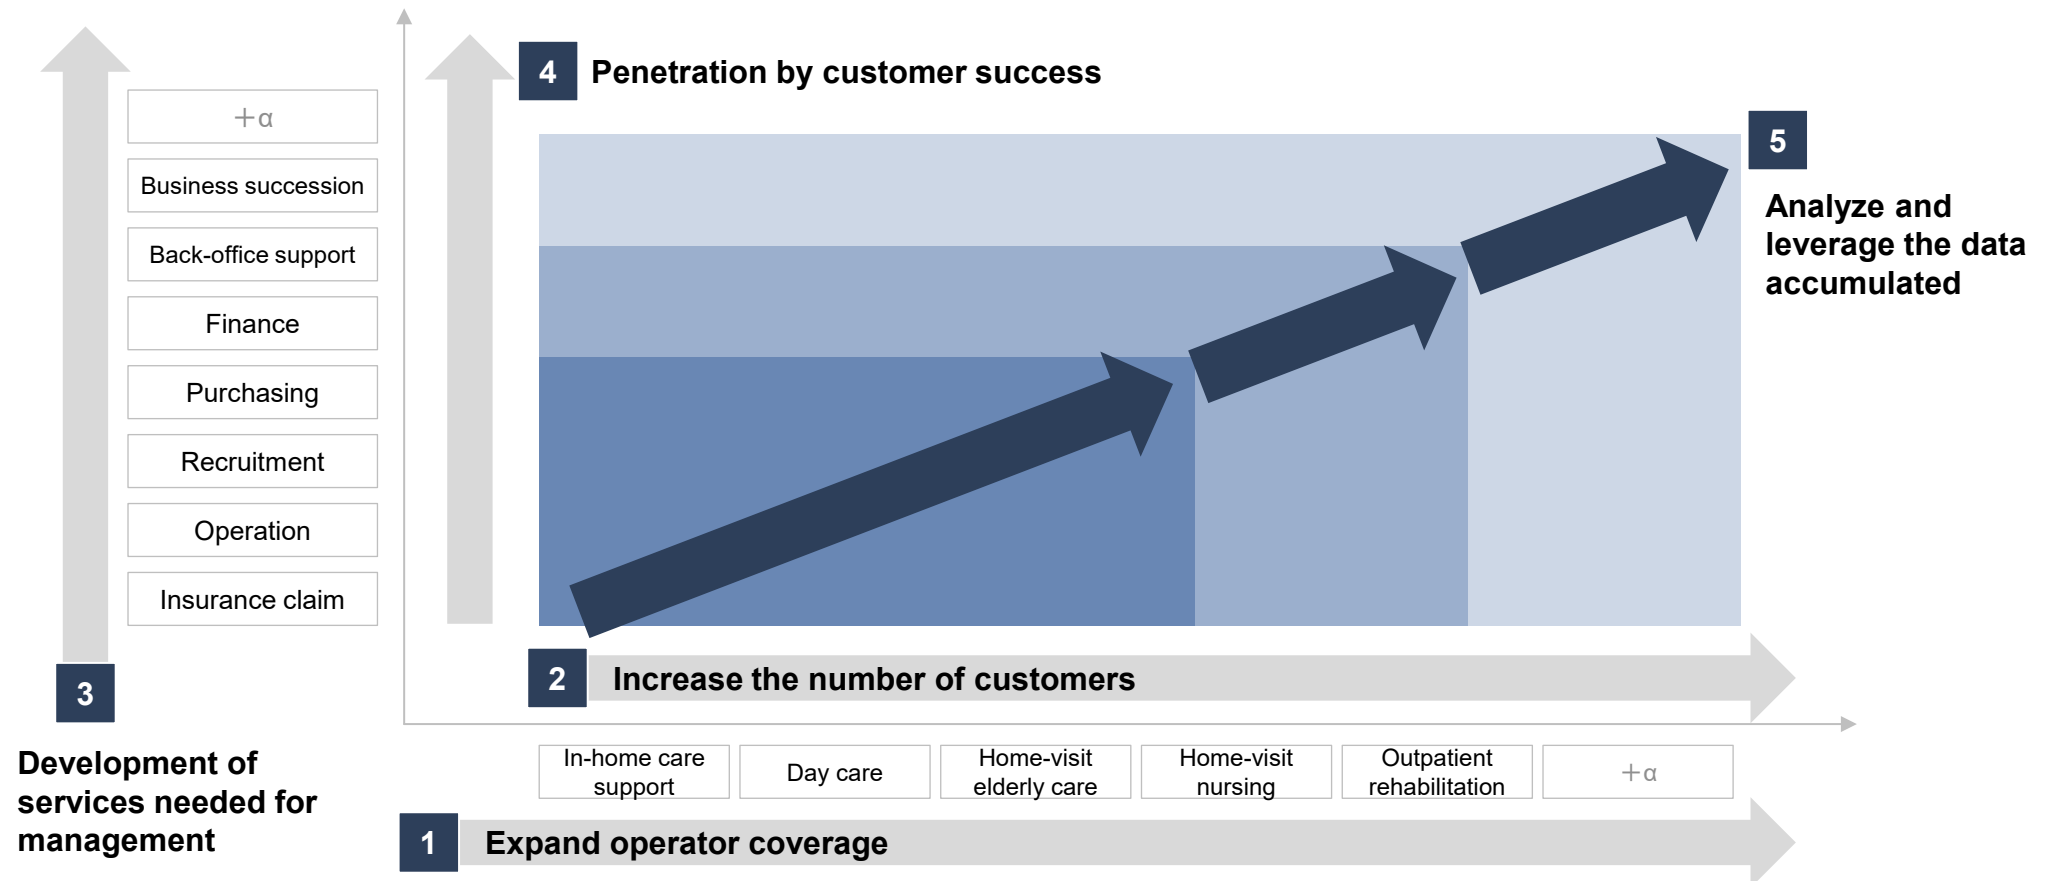 4
Penetration by customer success
5
Analyze and
leverage the data
accumulated
+α
Business succession
Back-office support
Finance
Purchasing
Recruitment
Operation
Insurance claim
3
Development of
services needed for
management
2
Increase the number of customers
In-home care
support
Day care
Home-visit
elderly care
Home-visit
nursing
Outpatient
rehabilitation
+α
1
Expand operator coverage